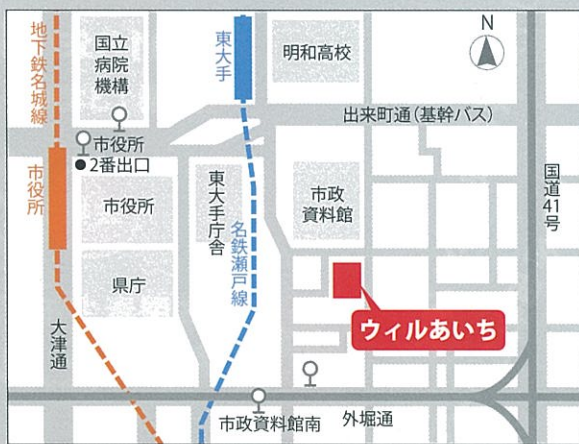 N
地下鉄名城線
国立
病院
機構
東大手
明和高校
出来町通（基幹バス）
市役所
●2番出口
市役所
市役所
県庁
東大手庁舎
名鉄瀬戸線
市政
資料館
国道41号
ウィルあいち
大津通
市政資料館南
外堀通